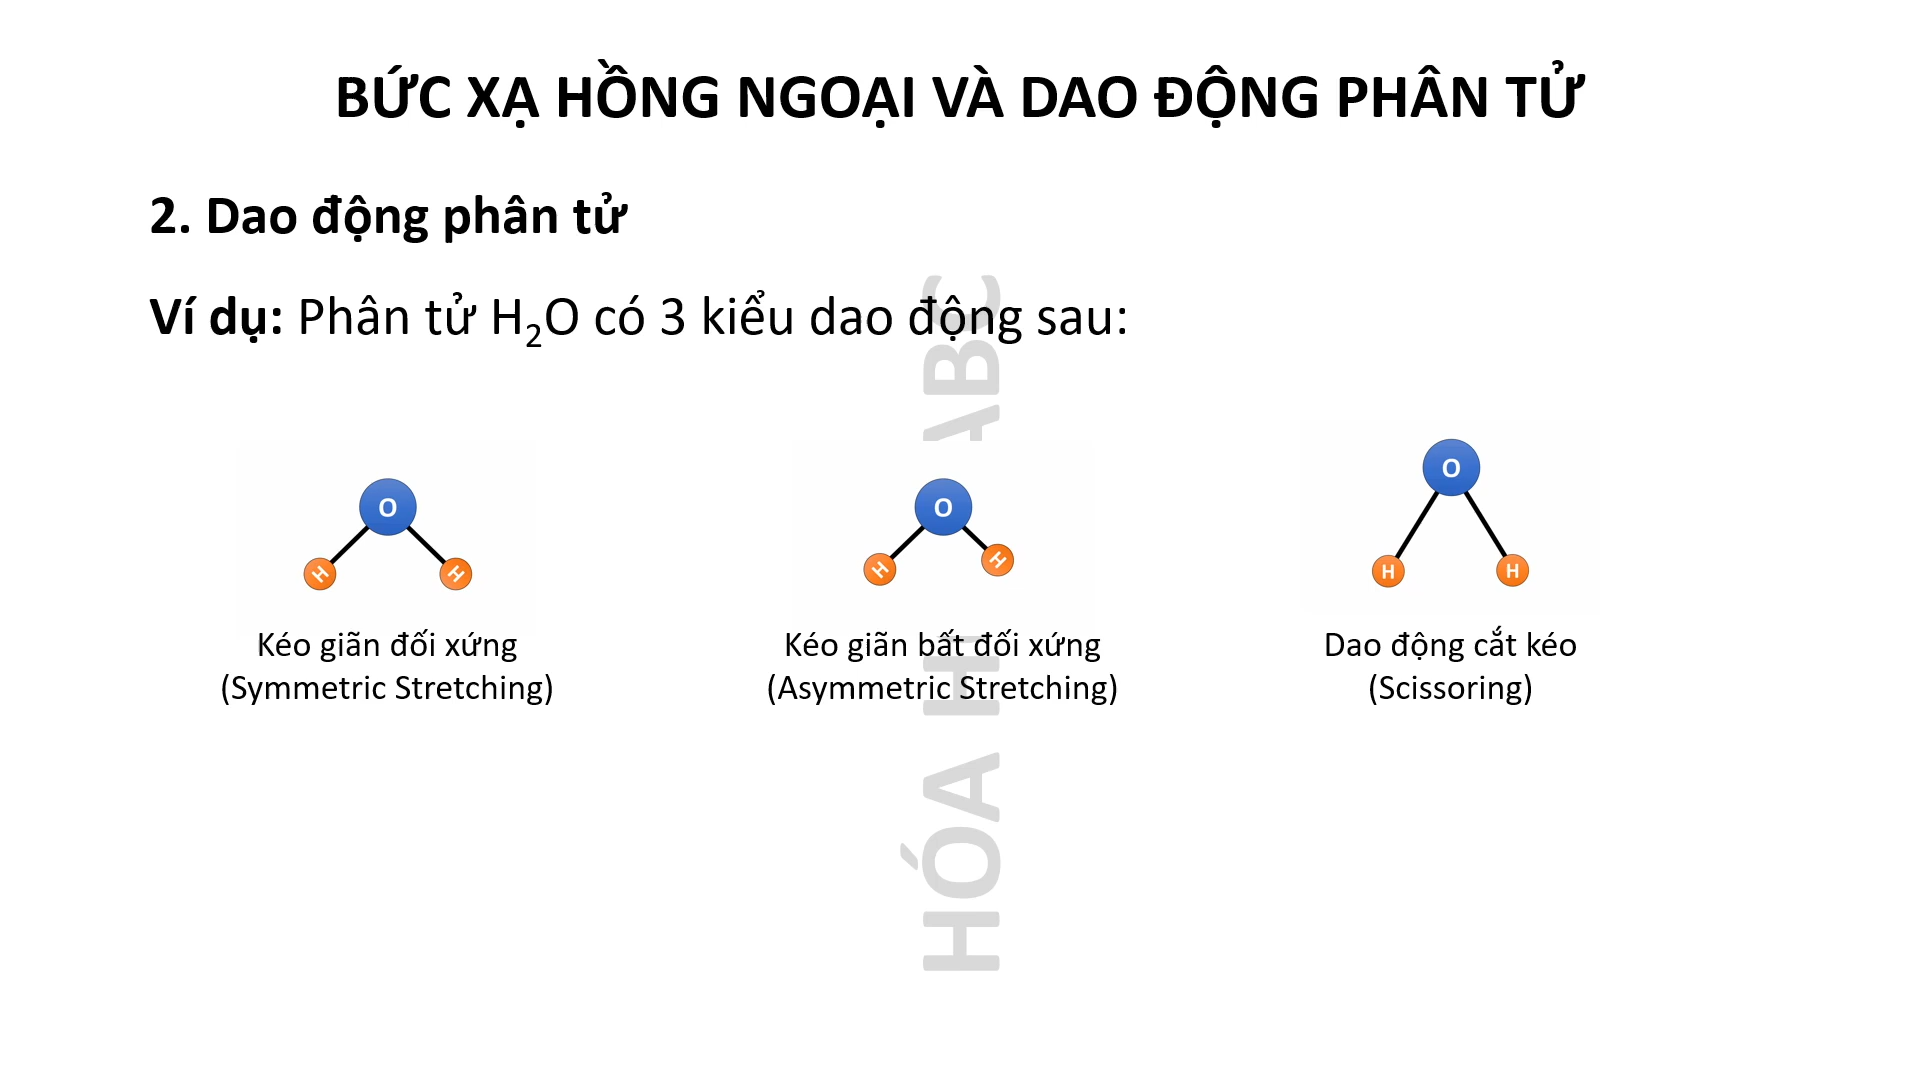 BỨC XẠ HỒNG NGOẠI VÀ DAO ĐỘNG PHÂN TỬ
2. Dao động phân tử
Ví dụ: Phân tử H₂O có 3 kiểu dao động sau:
O
H H
O
H H
O
H H
Kéo giãn đối xứng
(Symmetric Stretching)
Kéo giãn bất đối xứng
(Asymmetric Stretching)
Dao động cắt kéo
(Scissoring)
HÓA H ABC